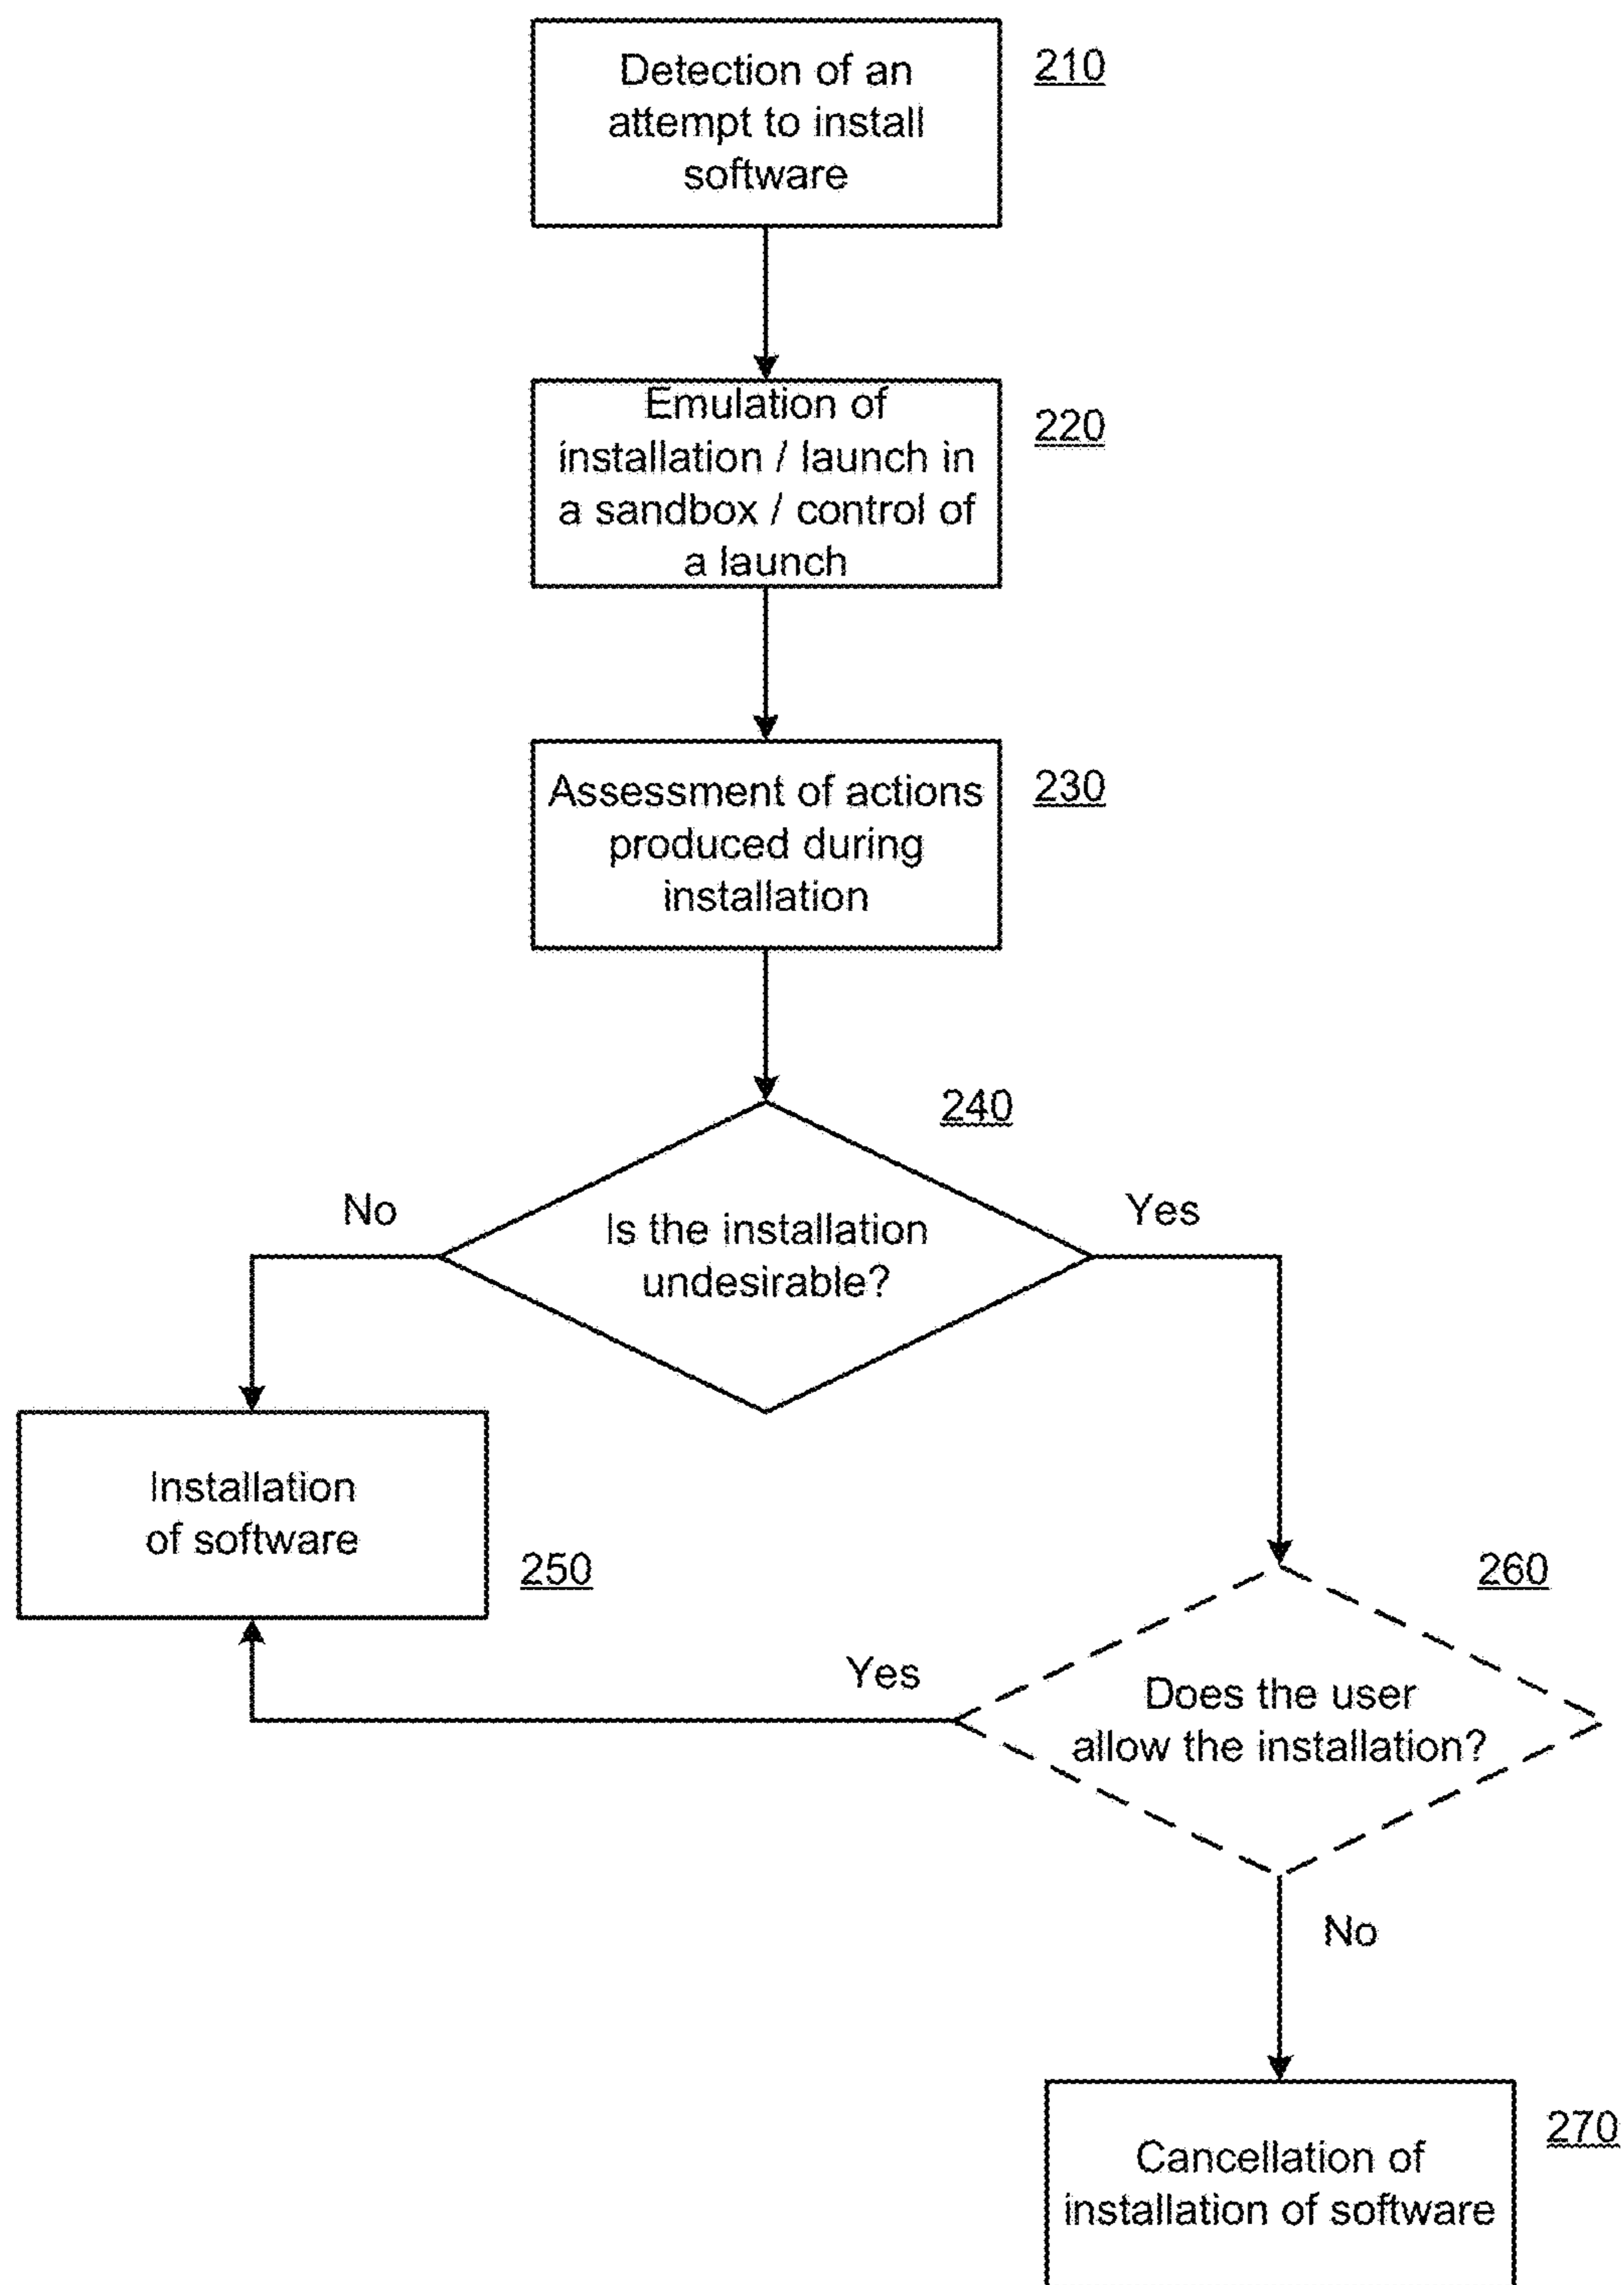 Detection of an
attempt to install
software
210
Emulation of
installation / launch in
a sandbox / control of
a launch
220
Assessment of actions
produced during
installation
230
240
No
Yes
Is the installation
undesirable?
Installation
of software
250
260
Yes
Does the user
allow the installation?
No
270
Cancellation of
installation of software